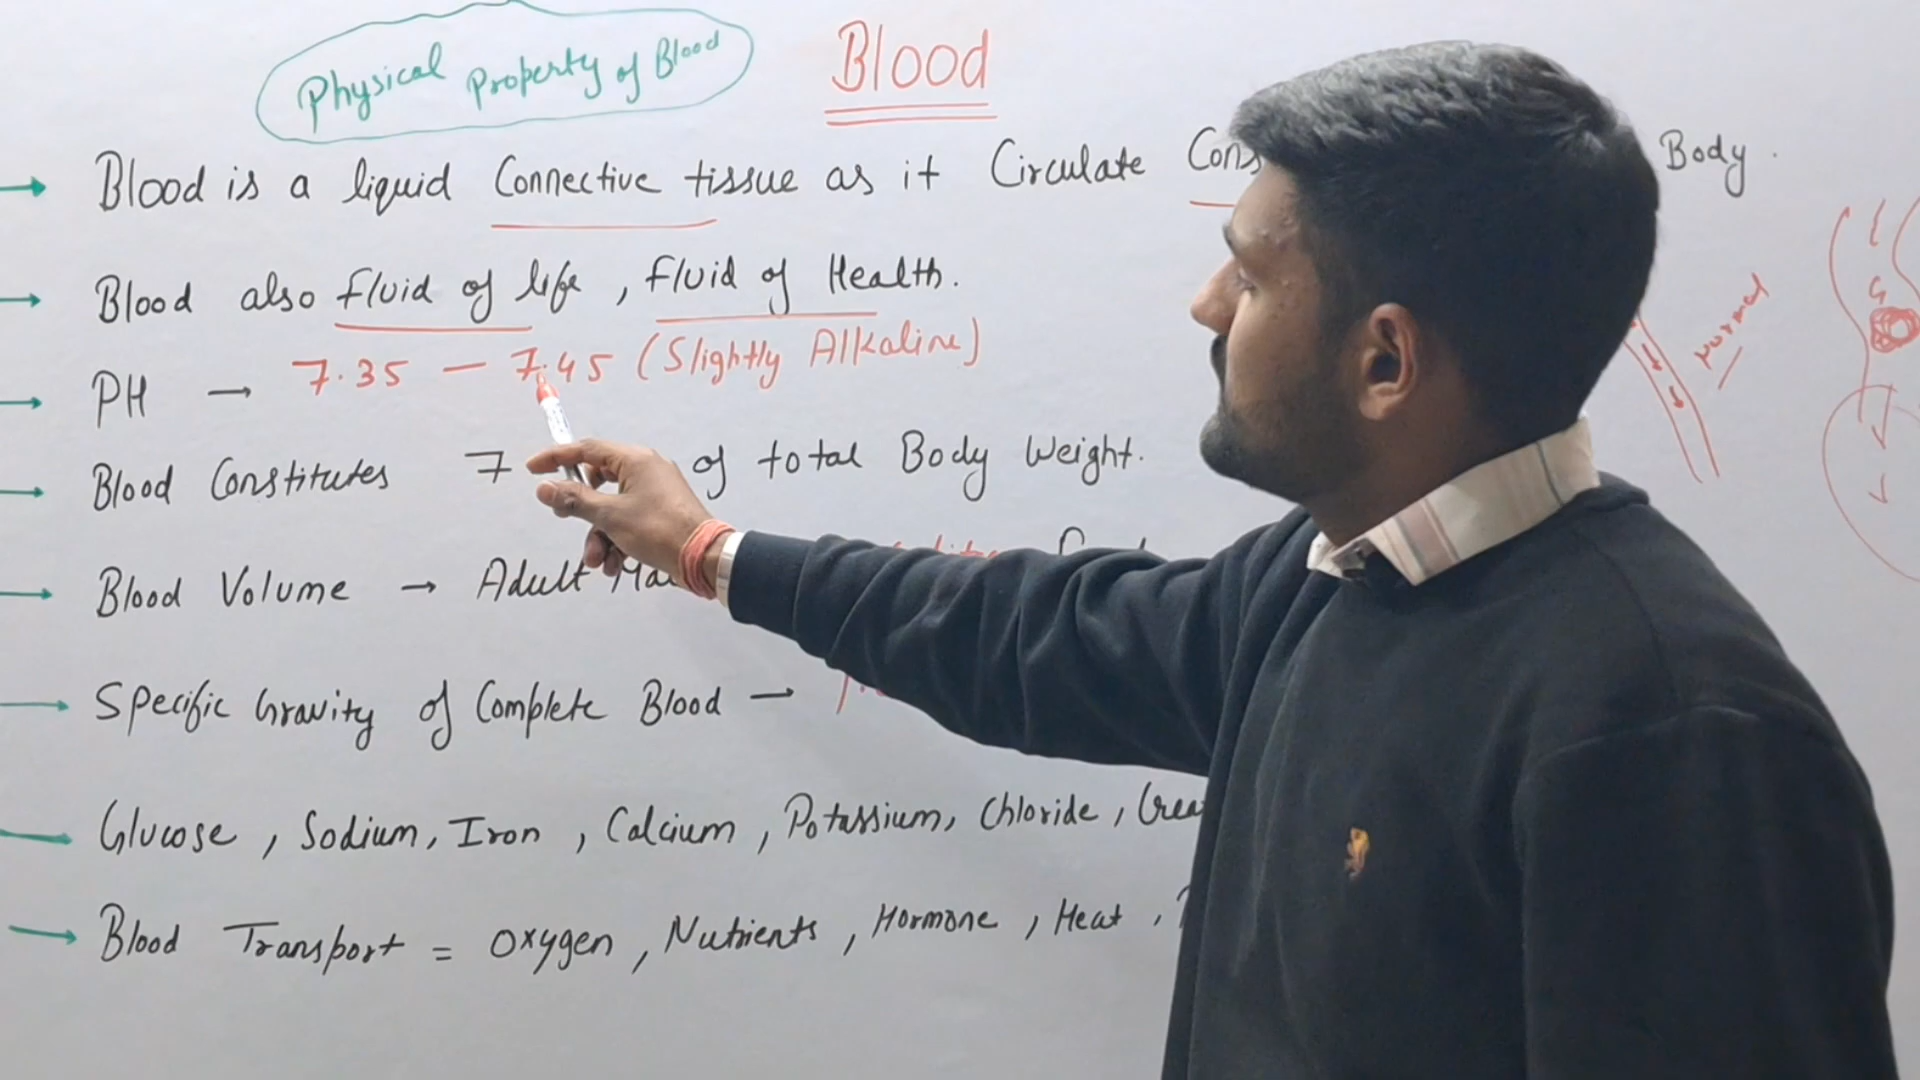 Physical Property of Blood
Blood
Blood is a liquid Connective tissue as it Circulate Body.
Blood also fluid of life, fluid of Health.
PH → 7.35 – 7.45 (Slightly Alkaline)
Blood Constitutes 7 of total Body Weight.
Blood Volume → Adult
Specific Gravity of Complete Blood →
Glucose, Sodium, Iron, Calcium, Potassium, Chloride,
Blood Transport = Oxygen, Nutrients, Hormone, Heat,
normal